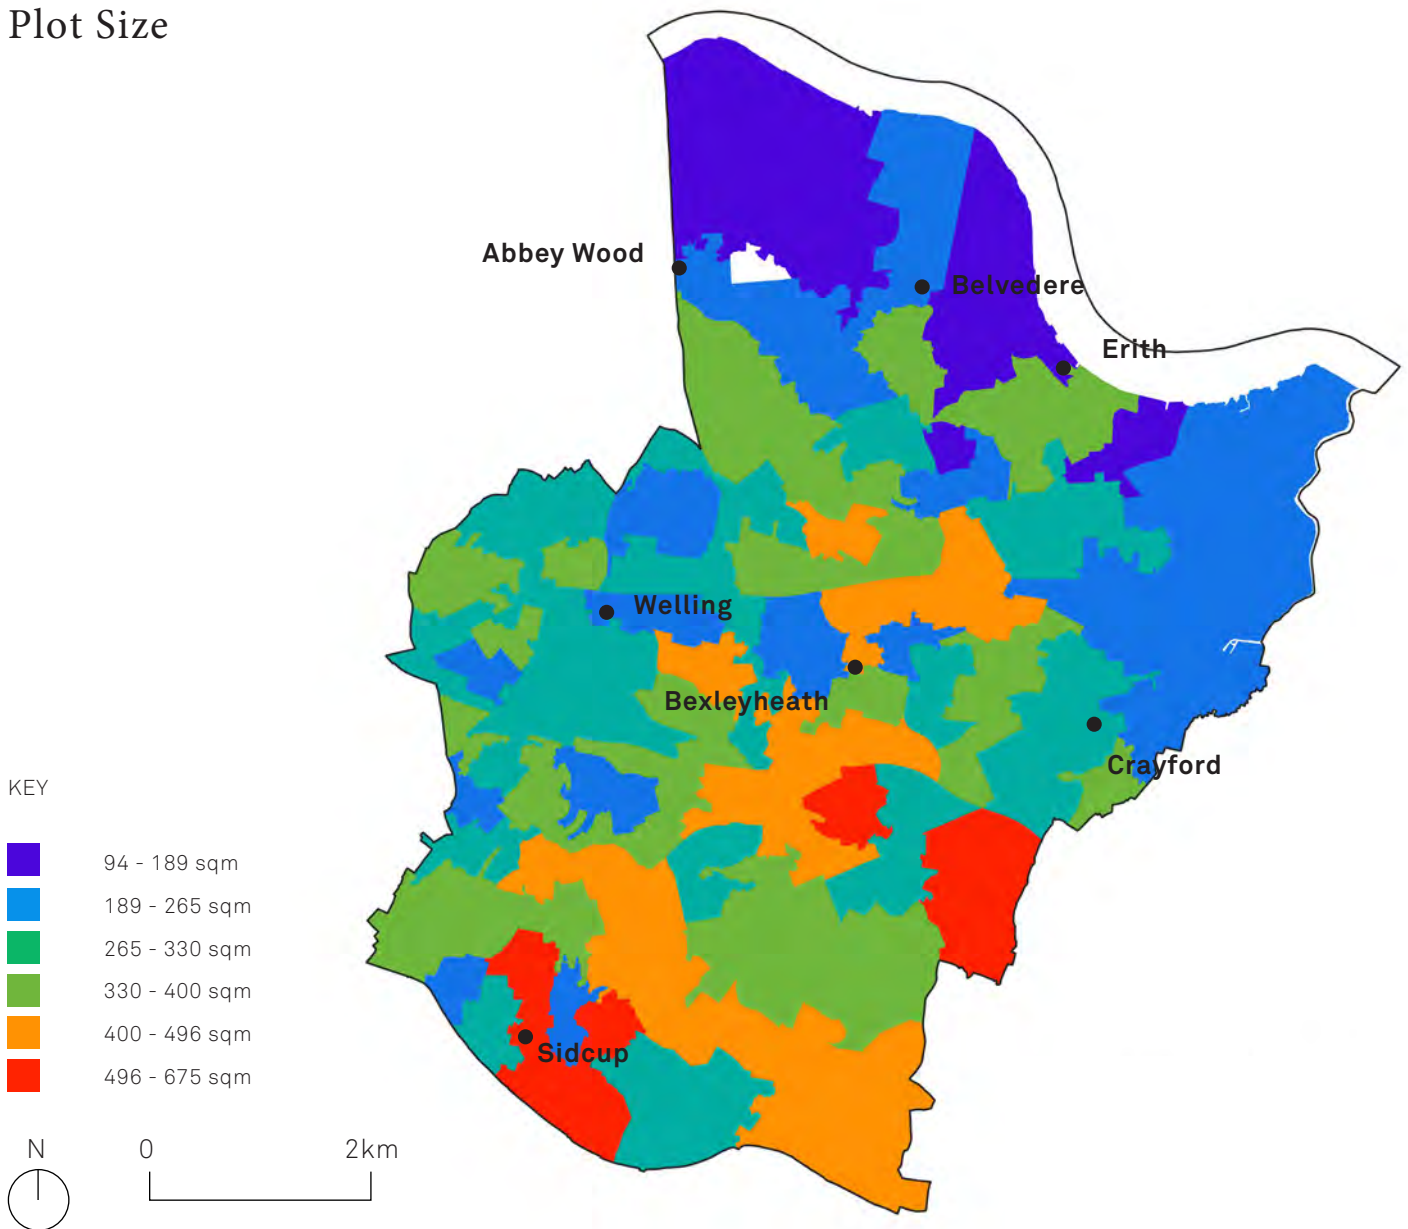 Plot Size
Abbey Wood
Belvedere
Erith
Welling
Bexleyheath
Crayford
Sidcup
KEY
94 - 189 sqm
189 - 265 sqm
265 - 330 sqm
330 - 400 sqm
400 - 496 sqm
496 - 675 sqm
N 0 2km